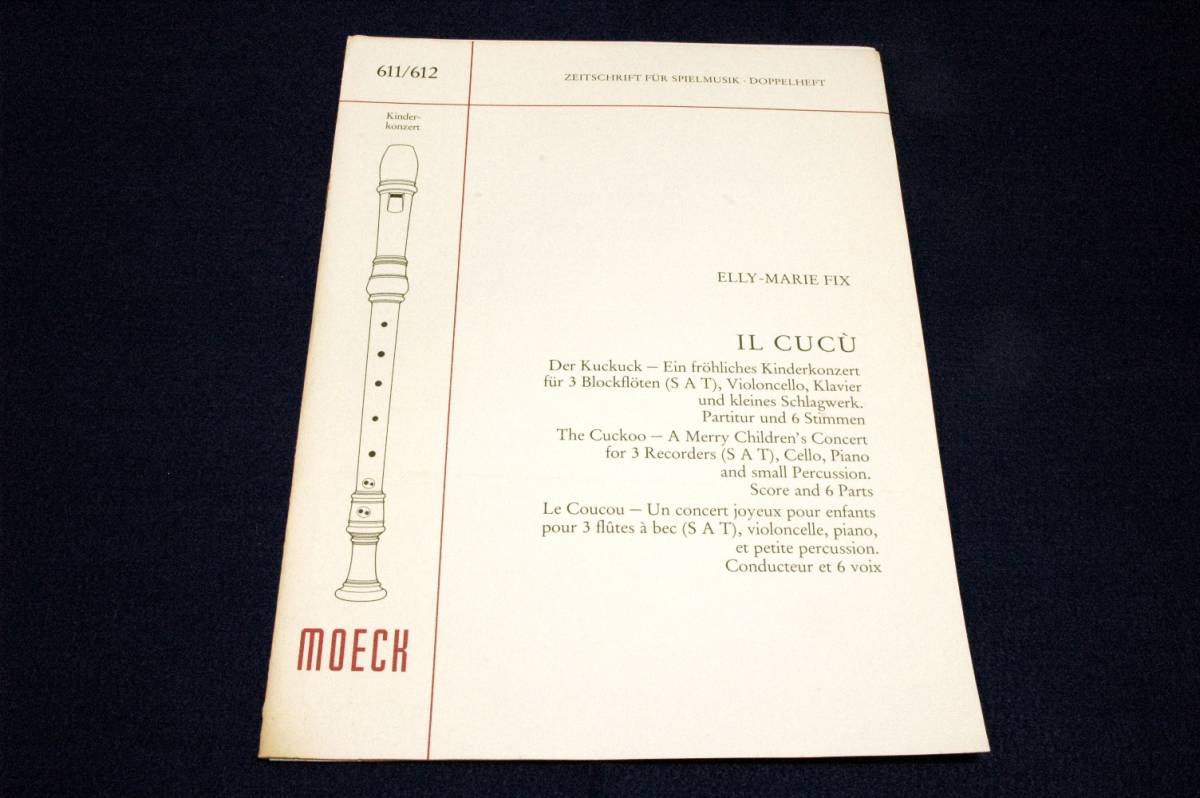 611/612
ZEITSCHRIFT FÜR SPIELMUSIK · DOPPELHEFT
Kinder-
konzert
ELLY-MARIE FIX
IL CUCÙ
Der Kuckuck – Ein fröhliches Kinderkonzert
für 3 Blockflöten (S A T), Violoncello, Klavier
und kleines Schlagwerk.
Partitur und 6 Stimmen
The Cuckoo – A Merry Children's Concert
for 3 Recorders (S A T), Cello, Piano
and small Percussion.
Score and 6 Parts
Le Coucou – Un concert joyeux pour enfants
pour 3 flûtes à bec (S A T), violoncelle, piano,
et petite percussion.
Conducteur et 6 voix
MOECK